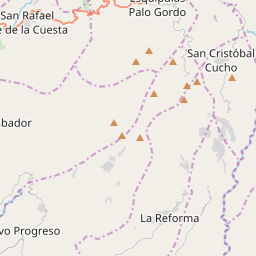 Esquipulas
Palo Gordo
San Rafael
e de la Cuesta
San Cristóbal
Cucho
bador
La Reforma
vo Progreso